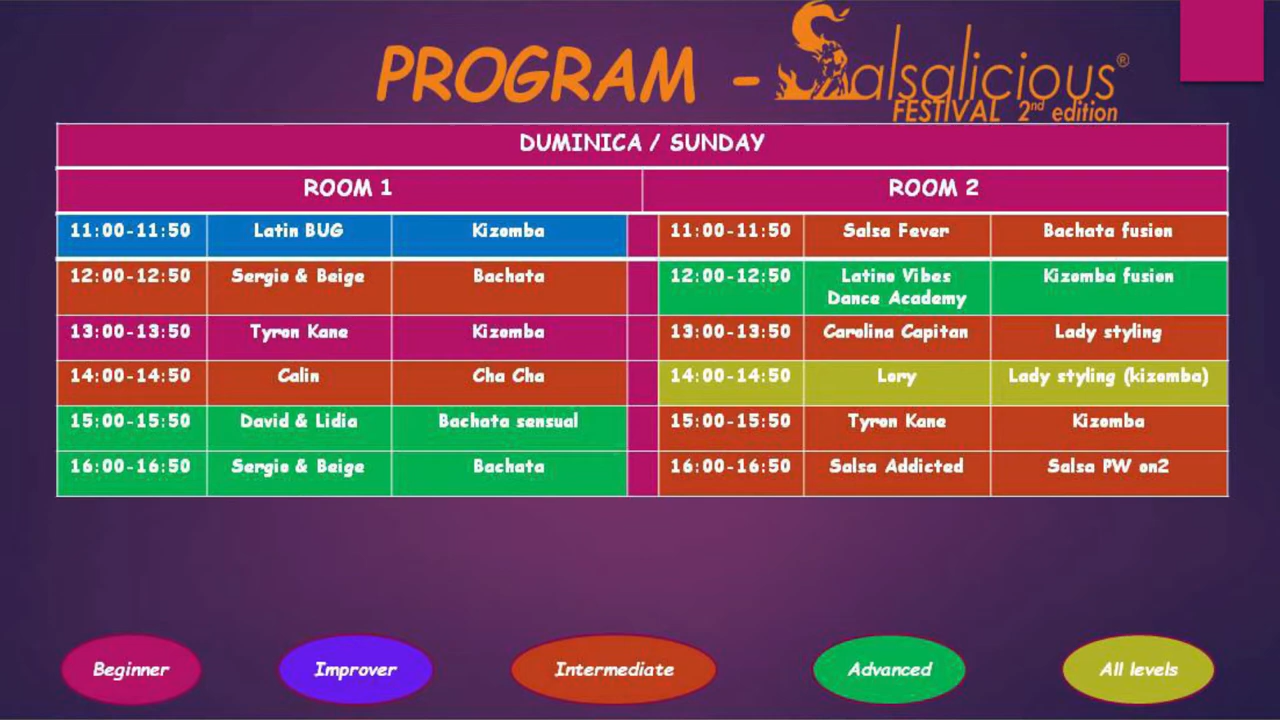 PROGRAM - Salsalicious®
FESTIVAL 2nd edition
DUMINICA / SUNDAY
ROOM 1 ROOM 2
11:00-11:50 Latin BUG Kizomba 11:00-11:50 Salsa Fever Bachata fusion
12:00-12:50 Sergio & Beige Bachata 12:00-12:50 Latino Vibes Kizomba fusion
Dance Academy
13:00-13:50 Tyron Kane Kizomba 13:00-13:50 Carolina Capitan Lady styling
14:00-14:50 Calin Cha Cha 14:00-14:50 Lory Lady styling (kizomba)
15:00-15:50 David & Lidia Bachata sensual 15:00-15:50 Tyron Kane Kizomba
16:00-16:50 Sergio & Beige Bachata 16:00-16:50 Salsa Addicted Salsa PW on2
Beginner Improver Intermediate Advanced All levels